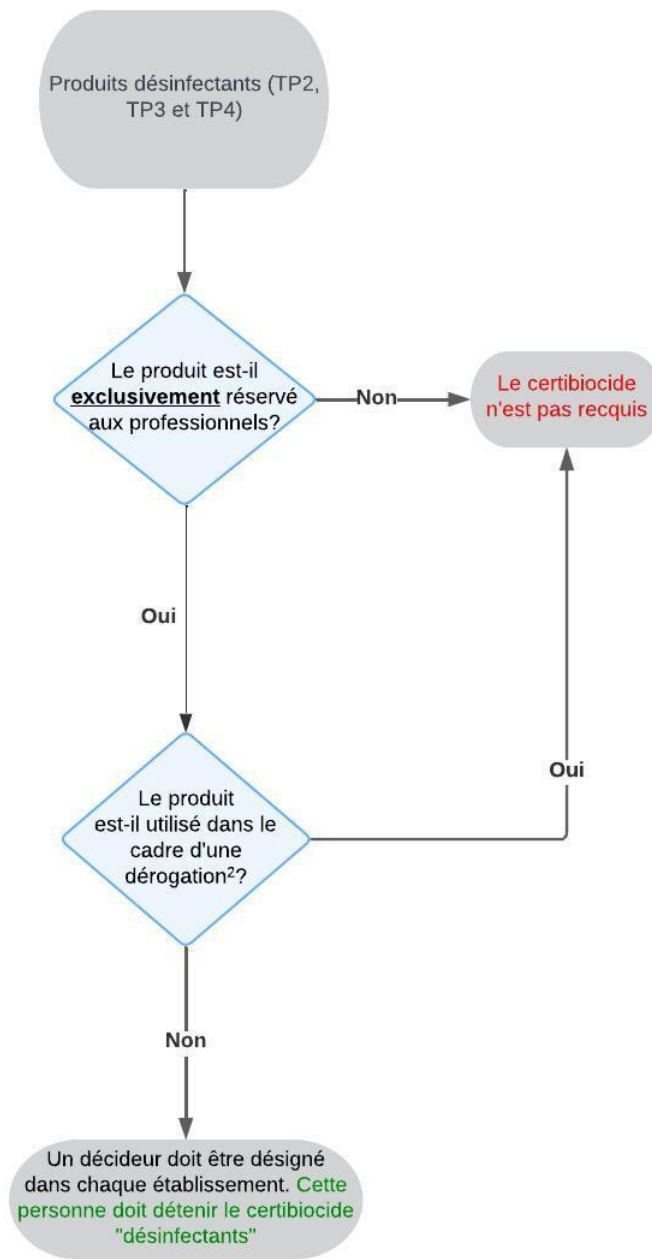 Produits désinfectants (TP2,
TP3 et TP4)
Le produit est-il
exclusivement réservé
aux professionnels?
Non
Le certibiocide
n'est pas recquis
Oui
Le produit
est-il utilisé dans le
cadre d'une
dérogation²?
Oui
Non
Un décideur doit être désigné
dans chaque établissement. Cette
personne doit détenir le certibiocide
"désinfectants"